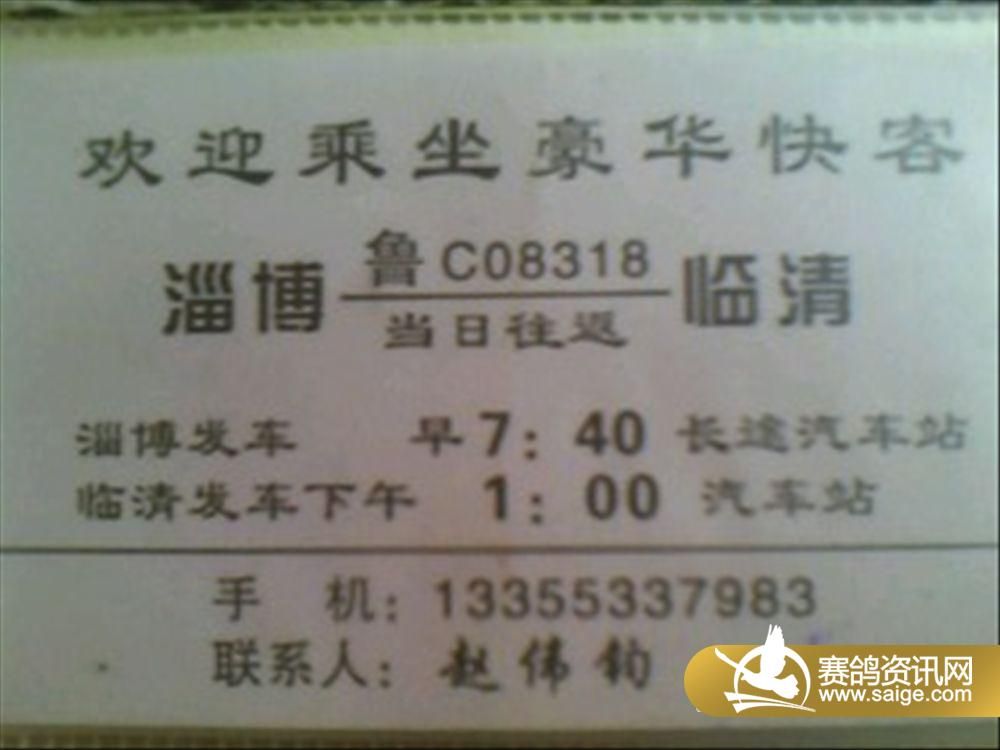 欢迎乘坐豪华快客
淄博 鲁C08318 临清
当日往返
淄博发车 早7：40 长途汽车站
临清发车下午 1：00 汽车站
手 机：13355337983
联系人：赵伟钧
赛鸽资讯网
www.saige.com